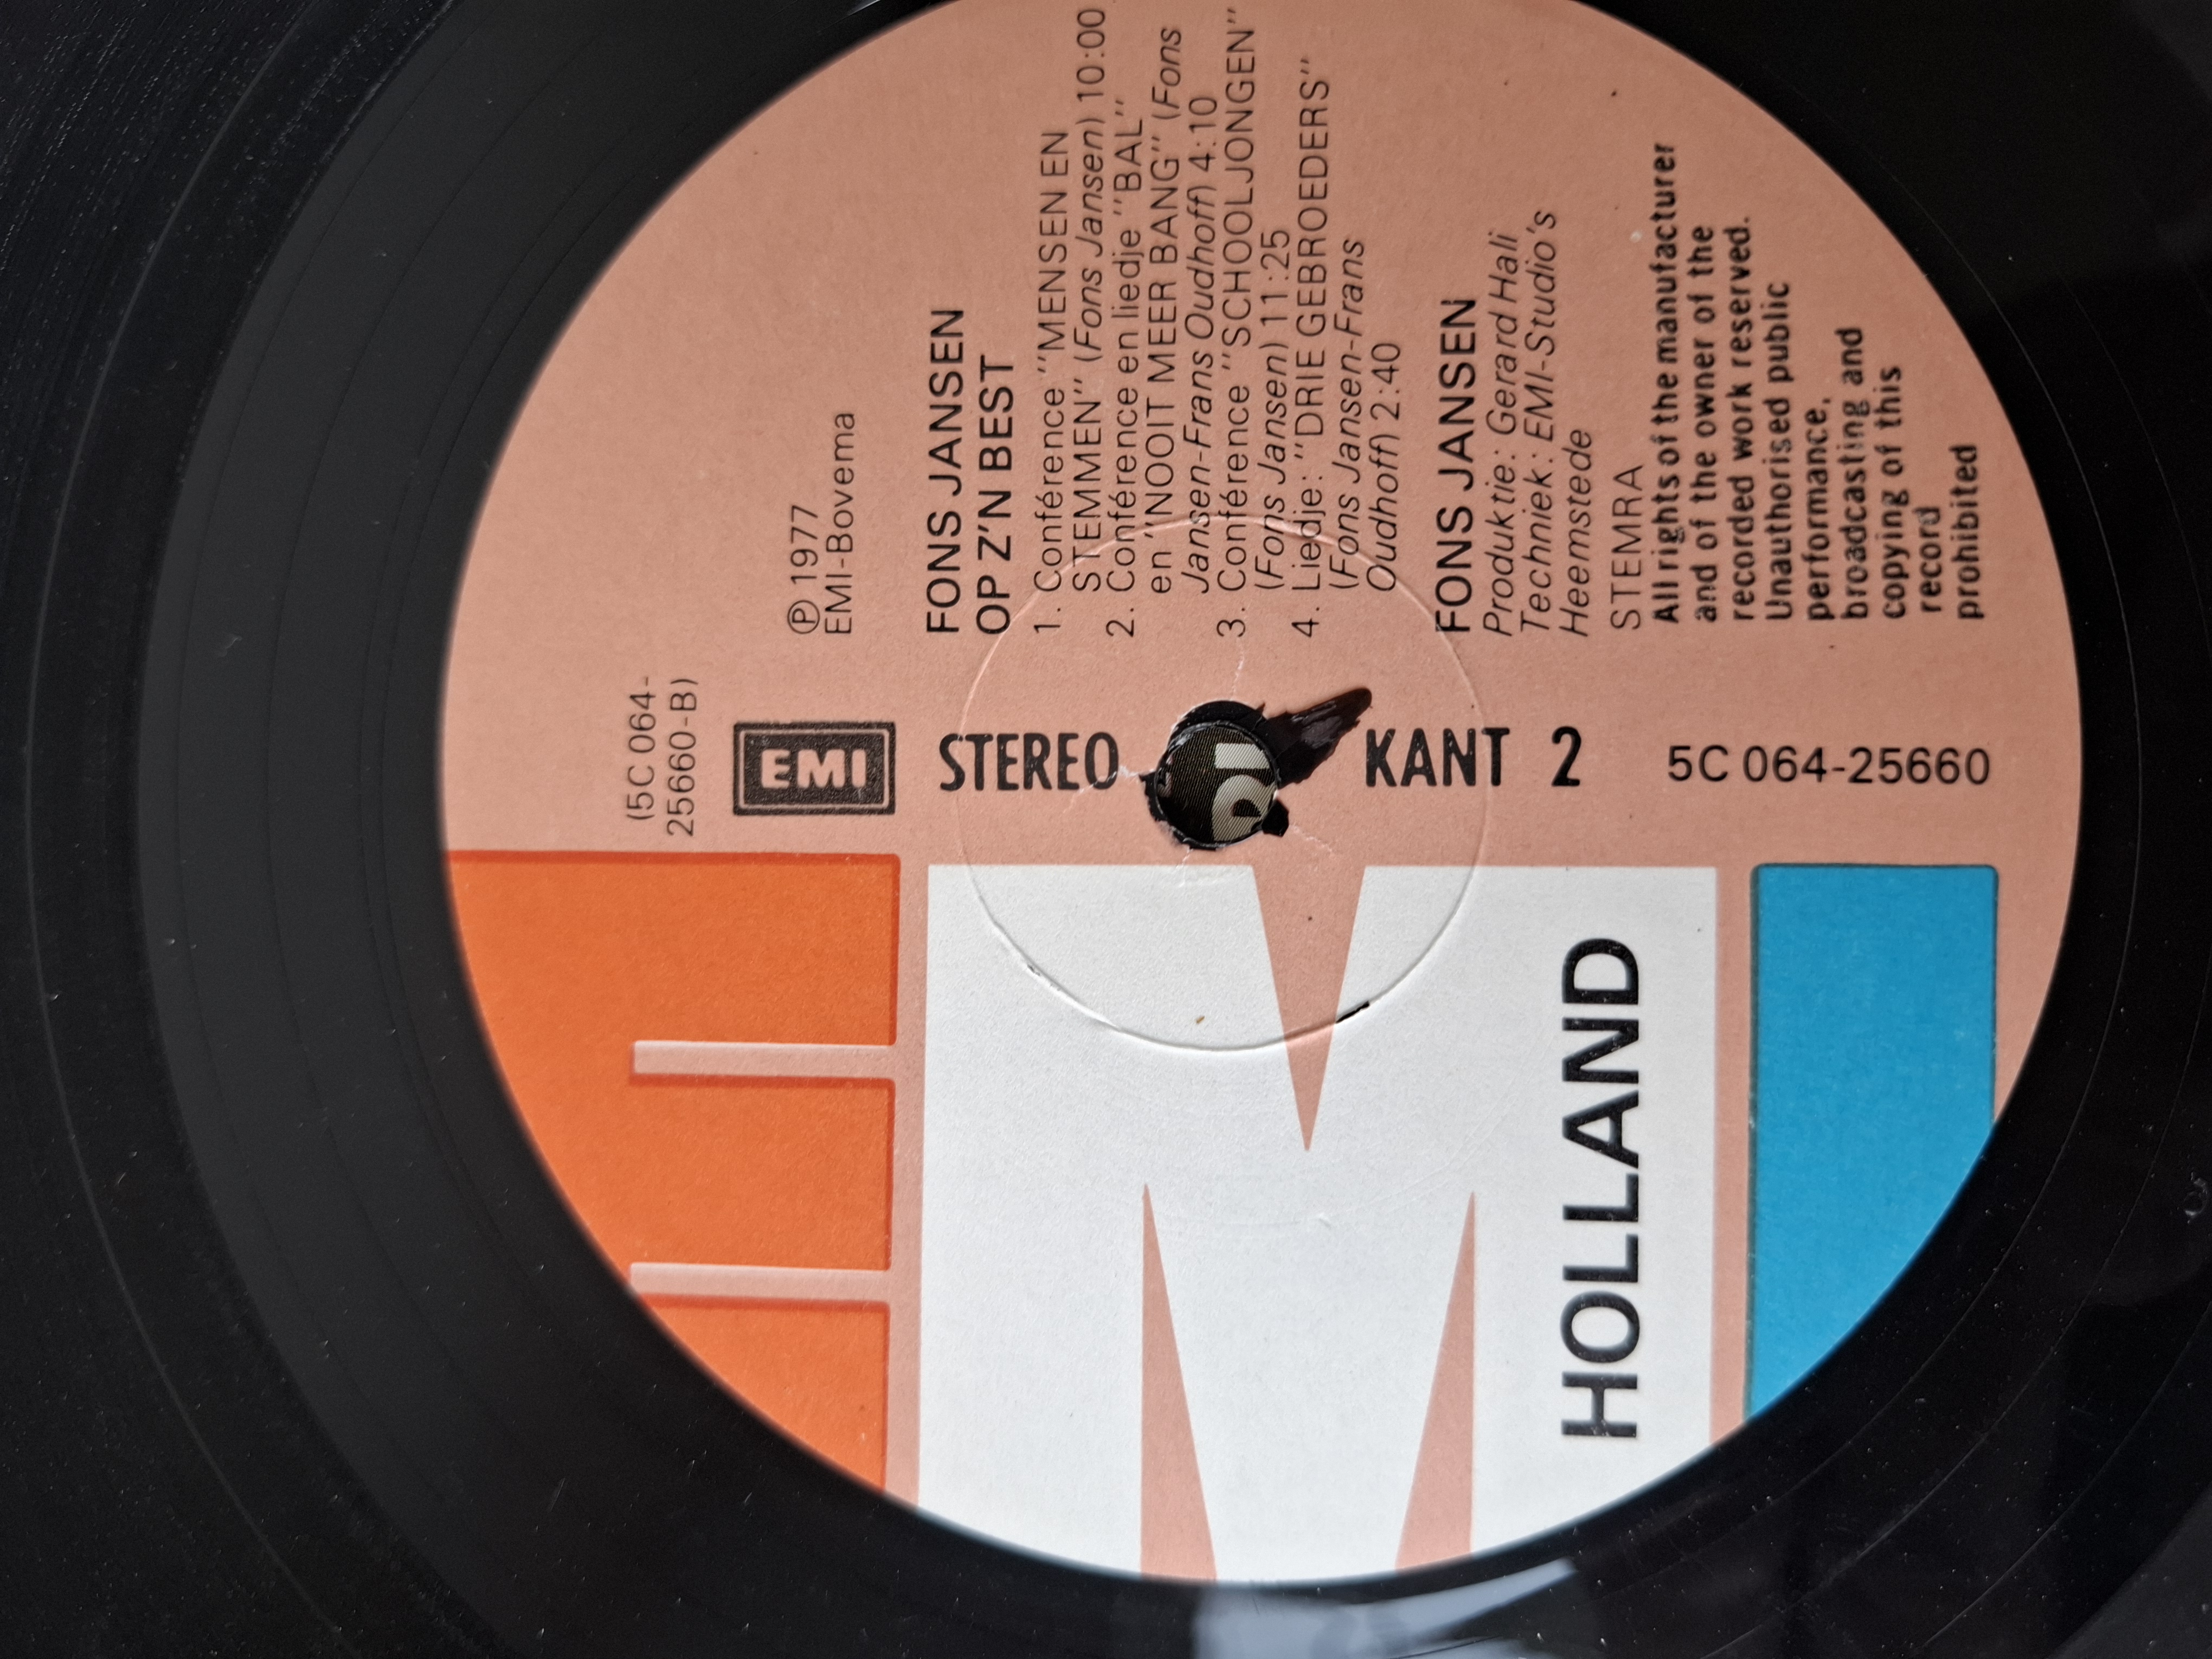 (5C 064-
25660-B)
℗ 1977
EMI-Bovema
EMI
FONS JANSEN
OP Z'N BEST
1. Conférence "MENSEN EN
STEMMEN" (Fons Jansen) 10:00
2. Conférence en liedje "BAL"
en "NOOIT MEER BANG" (Fons
Jansen-Frans Oudhoff) 4:10
3. Conférence "SCHOOLJONGEN"
(Fons Jansen) 11:25
4. Liedje: "DRIE GEBROEDERS"
(Fons Jansen-Frans
Oudhoff) 2:40
FONS JANSEN
Produktie: Gerard Hali
Techniek: EMI-Studio's
Heemstede
STEMRA
All rights of the manufacturer
and of the owner of the
recorded work reserved.
Unauthorised public
performance,
broadcasting and
copying of this
record
prohibited
STEREO
KANT 2
5C 064-25660
EMI
HOLLAND